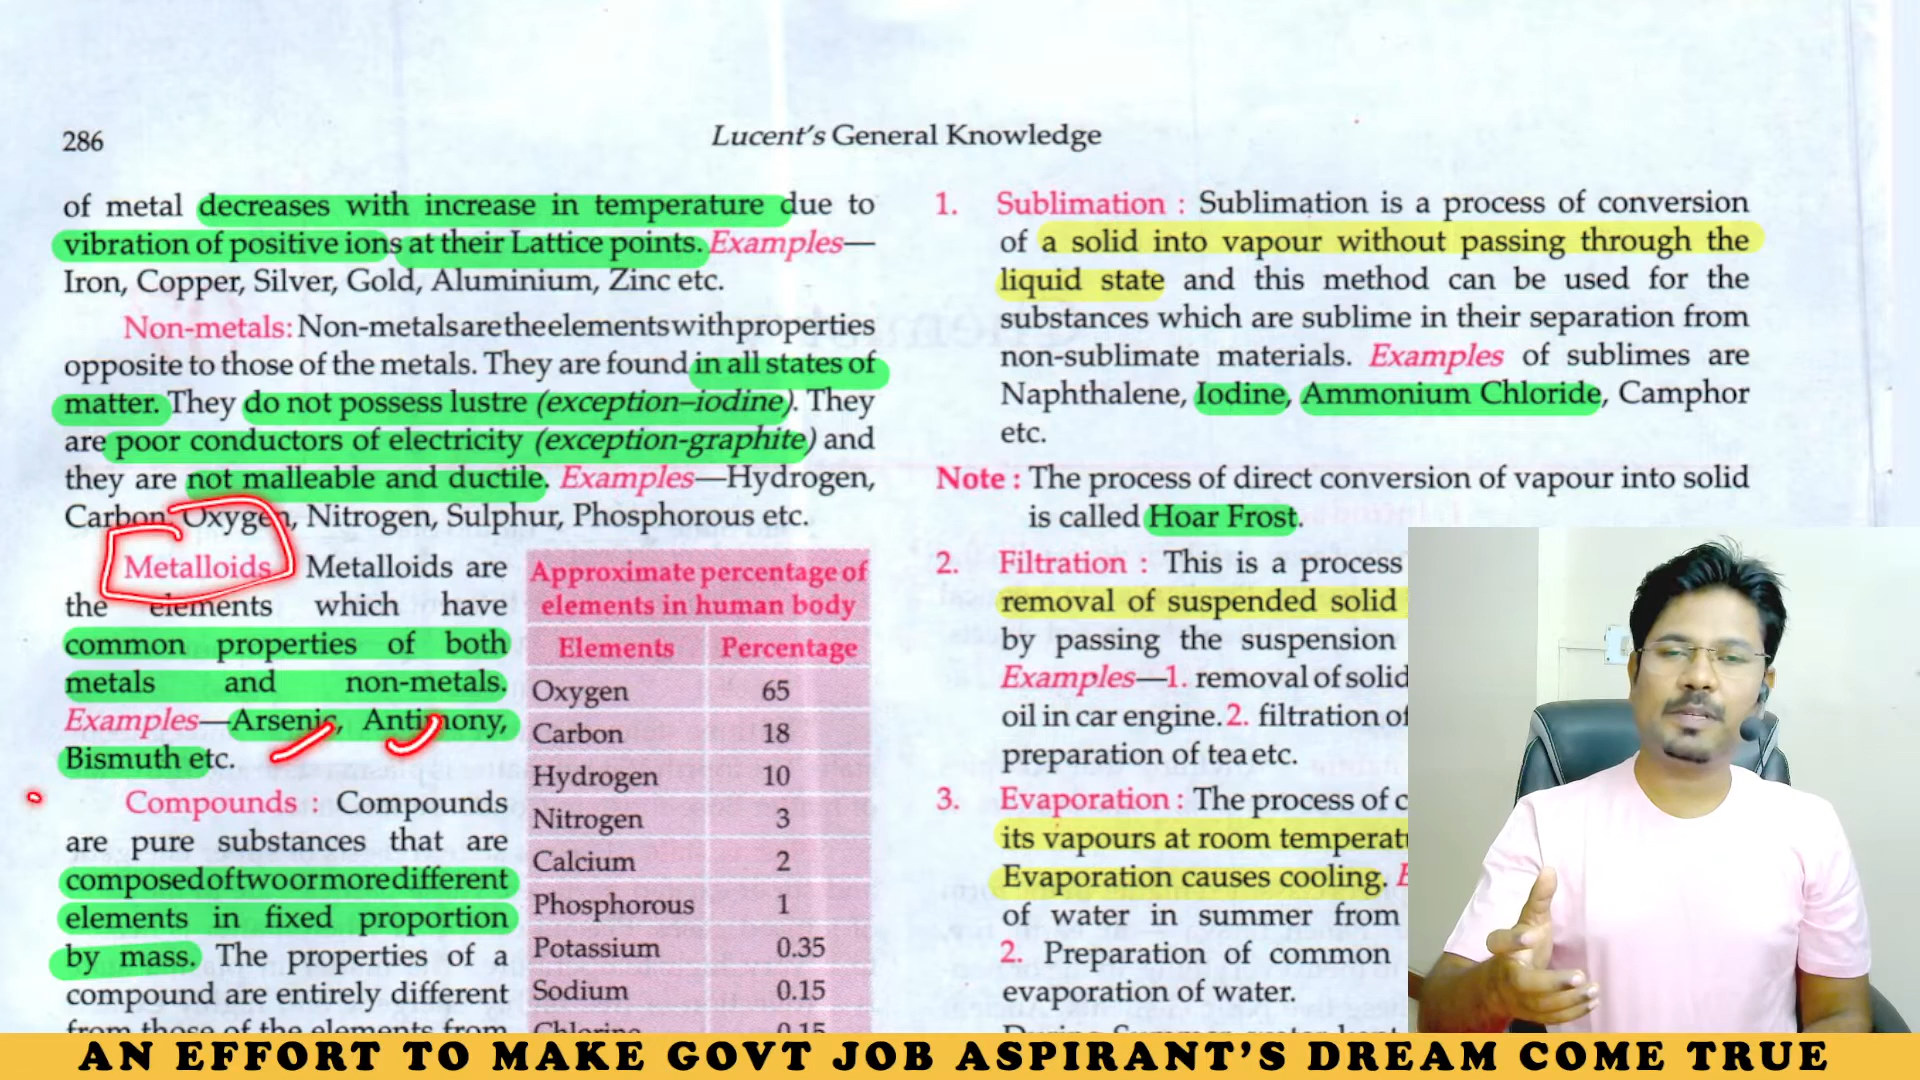 286
Lucent's General Knowledge
of metal decreases with increase in temperature due to
vibration of positive ions at their Lattice points. Examples—
Iron, Copper, Silver, Gold, Aluminium, Zinc etc.
Non-metals: Non-metals are the elements with properties
opposite to those of the metals. They are found in all states of
matter. They do not possess lustre (exception–iodine). They
are poor conductors of electricity (exception-graphite) and
they are not malleable and ductile. Examples—Hydrogen,
Carbon, Oxygen, Nitrogen, Sulphur, Phosphorous etc.
Metalloids Metalloids are
the elements which have
common properties of both
metals and non-metals.
Examples—Arsenic, Antimony,
Bismuth etc.
Compounds : Compounds
are pure substances that are
composed of two or more different
elements in fixed proportion
by mass. The properties of a
compound are entirely different
from those of the elements from
Approximate percentage of
elements in human body
Elements Percentage
Oxygen 65
Carbon 18
Hydrogen 10
Nitrogen 3
Calcium 2
Phosphorous 1
Potassium 0.35
Sodium 0.15
Chlorine 0.15
1. Sublimation : Sublimation is a process of conversion
of a solid into vapour without passing through the
liquid state and this method can be used for the
substances which are sublime in their separation from
non-sublimate materials. Examples of sublimes are
Naphthalene, Iodine, Ammonium Chloride, Camphor
etc.
Note : The process of direct conversion of vapour into solid
is called Hoar Frost.
2. Filtration : This is a process
removal of suspended solid
by passing the suspension
Examples—1. removal of solid
oil in car engine. 2. filtration of
preparation of tea etc.
3. Evaporation : The process of c
its vapours at room temperat
Evaporation causes cooling.
of water in summer from
2. Preparation of common
evaporation of water.
During Summer, water kept
AN EFFORT TO MAKE GOVT JOB ASPIRANT'S DREAM COME TRUE